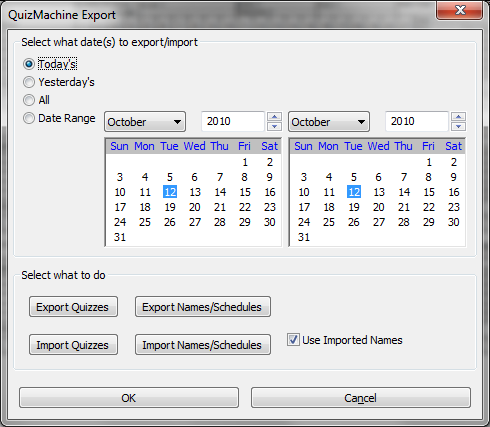 QuizMachine Export
Select what date(s) to export/import
Today's
Yesterday's
All
Date Range October 2010 October 2010
Sun Mon Tue Wed Thu Fri Sat Sun Mon Tue Wed Thu Fri Sat
1 2 1 2
3 4 5 6 7 8 9 3 4 5 6 7 8 9
10 11 12 13 14 15 16 10 11 12 13 14 15 16
17 18 19 20 21 22 23 17 18 19 20 21 22 23
24 25 26 27 28 29 30 24 25 26 27 28 29 30
31 31
Select what to do
Export Quizzes Export Names/Schedules
Import Quizzes Import Names/Schedules Use Imported Names
OK Cancel